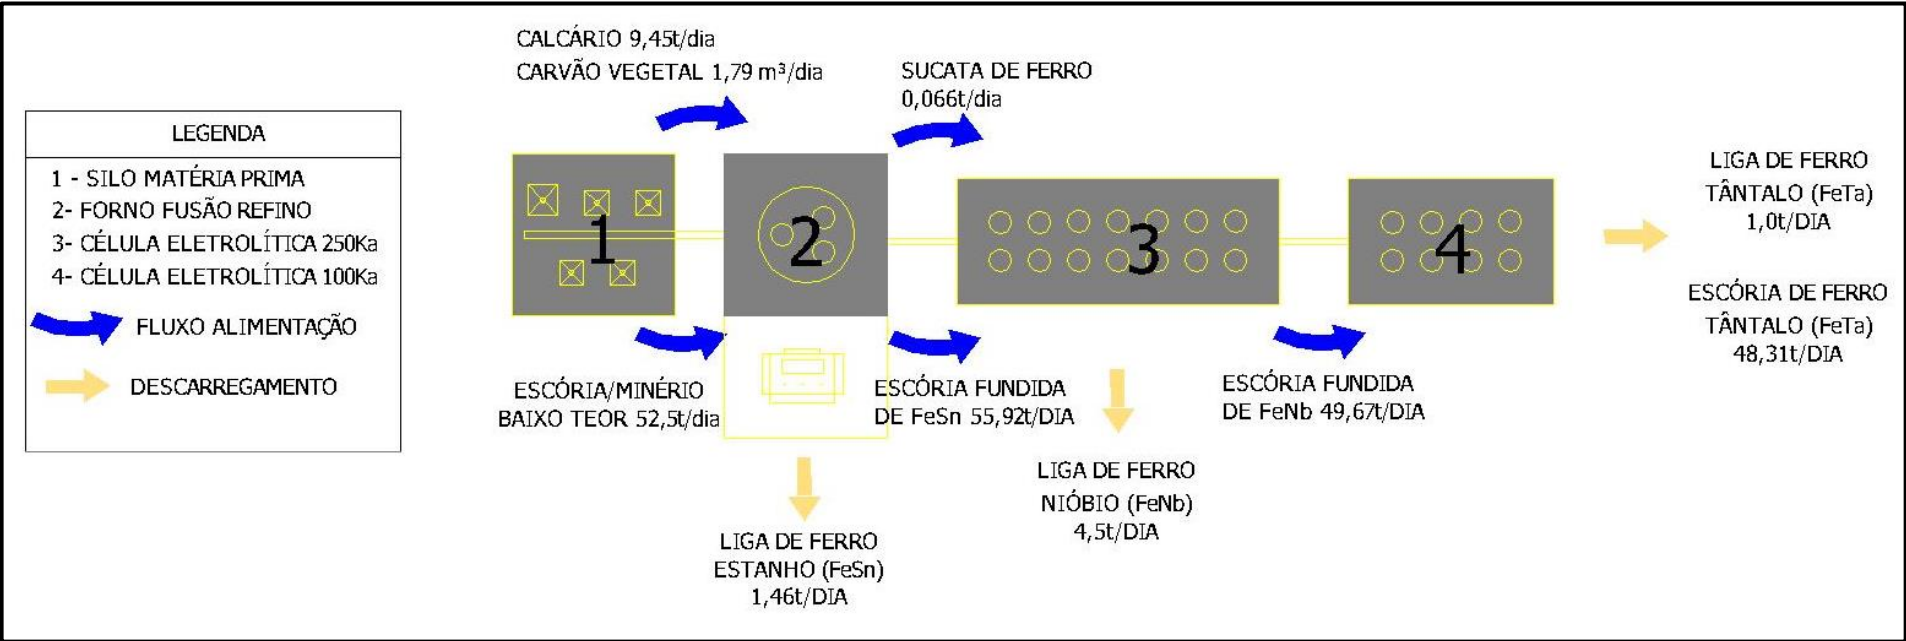 LEGENDA
1 - SILO MATÉRIA PRIMA
2- FORNO FUSÃO REFINO
3- CÉLULA ELETROLÍTICA 250Ka
4- CÉLULA ELETROLÍTICA 100Ka
FLUXO ALIMENTAÇÃO
DESCARREGAMENTO
CALCÁRIO 9,45t/dia
CARVÃO VEGETAL 1,79 m³/dia
SUCATA DE FERRO
0,066t/dia
1
2
3
4
ESCÓRIA/MINÉRIO
BAIXO TEOR 52,5t/dia
ESCÓRIA FUNDIDA
DE FeSn 55,92t/DIA
ESCÓRIA FUNDIDA
DE FeNb 49,67t/DIA
LIGA DE FERRO
ESTANHO (FeSn)
1,46t/DIA
LIGA DE FERRO
NIÓBIO (FeNb)
4,5t/DIA
LIGA DE FERRO
TÂNTALO (FeTa)
1,0t/DIA
ESCÓRIA DE FERRO
TÂNTALO (FeTa)
48,31t/DIA